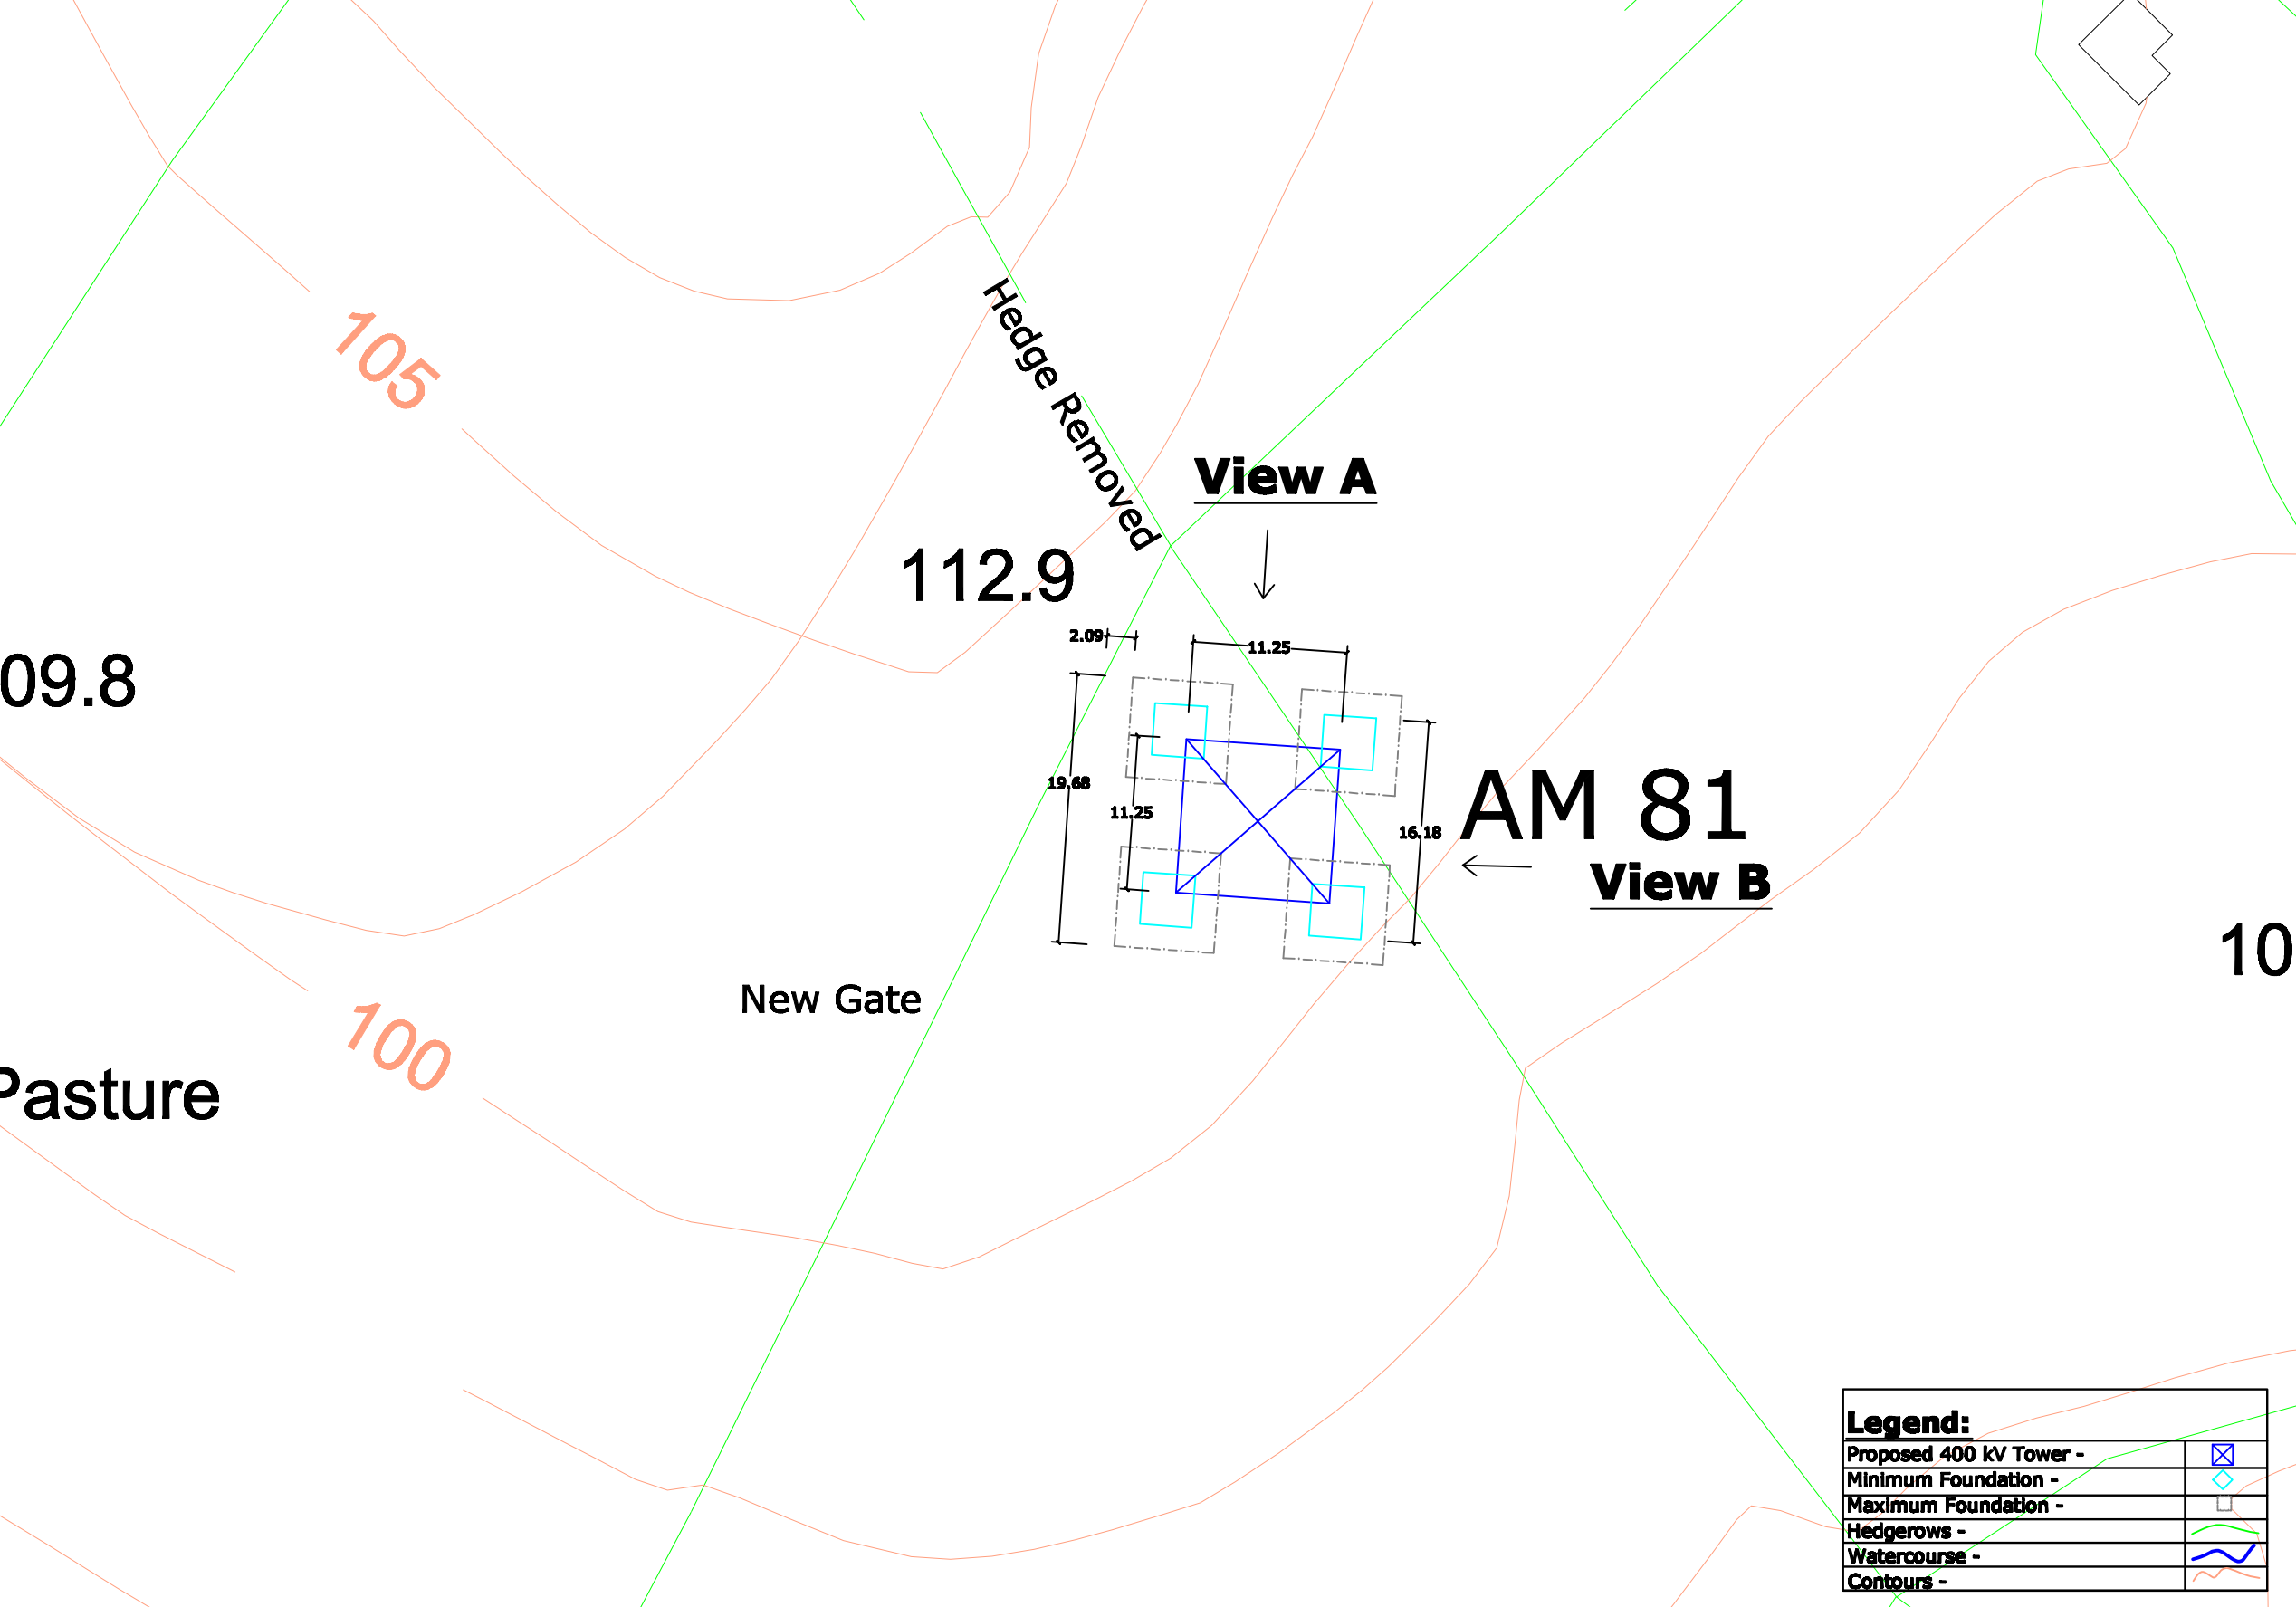 105
Hedge Removed
View A
112.9
2.09
11.25
09.8
19.68
11.25
16.18
AM 81
View B
10
New Gate
100
Pasture
Legend:
Proposed 400 kV Tower -
Minimum Foundation -
Maximum Foundation -
Hedgerows -
Watercourse -
Contours -